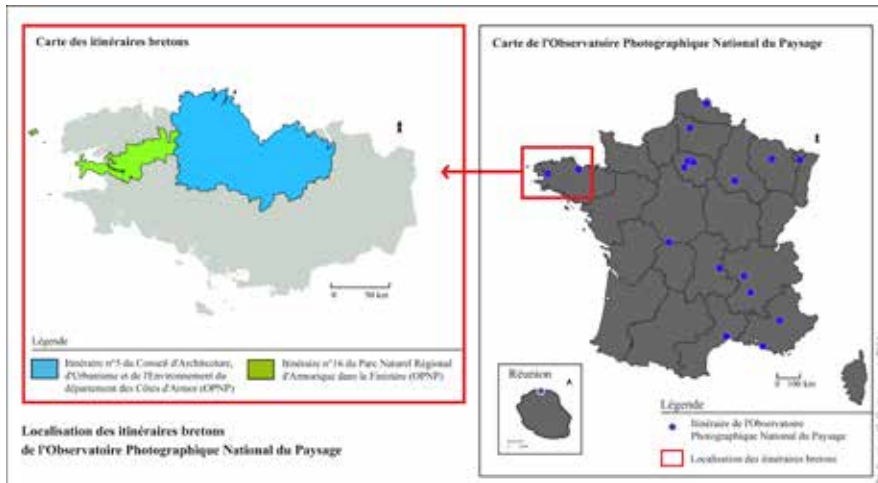 Carte des itinéraires bretons
0 50 km
Légende
Itinéraire n°5 du Conseil d'Architecture,
d'Urbanisme et de l'Environnement du
département des Côtes d'Armor (OPNP)
Itinéraire n°16 du Parc Naturel Régional
d'Armorique dans le Finistère (OPNP)
Localisation des itinéraires bretons
de l'Observatoire Photographique National du Paysage
Carte de l'Observatoire Photographique National du Paysage
0 100 km
Réunion
Légende
Itinéraire de l'Observatoire
Photographique National du Paysage
Localisation des itinéraires bretons